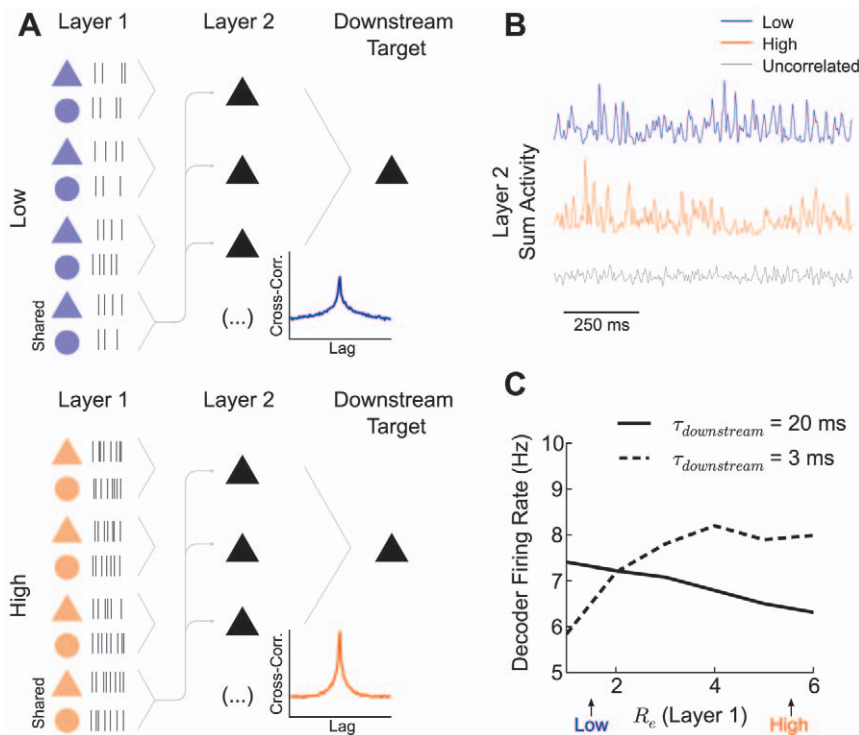 A
Layer 1
Layer 2
Downstream
Target
Low
Shared
(...)
Cross-Corr.
Lag
Layer 1
Layer 2
Downstream
Target
High
Shared
(...)
Cross-Corr.
Lag
B
Low
High
Uncorrelated
Layer 2
Sum Activity
250 ms
C
τdownstream = 20 ms
τdownstream = 3 ms
Decoder Firing Rate (Hz)
10
9
8
7
6
5
2 4 6
Low Re (Layer 1) High